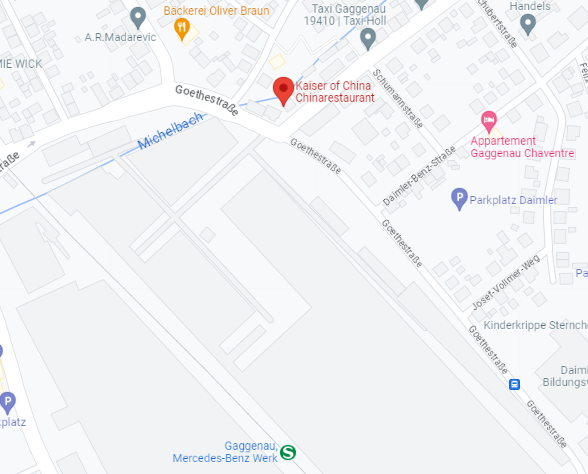 Bäckerei Oliver Braun
Taxi Gaggenau
19410 | Taxi-Holl
Handels
A.R.Madarevic
MIE WICK
Schubertstraße
Kaiser of China
Chinarestaurant
Goethestraße
Michelbach
Schumannstraße
Goethestraße
Appartement
Gaggenau Chaventre
Daimler-Benz-Straße
P
Parkplatz Daimler
Goethestraße
Josef-Vollmer-Weg
Goethestraße
Kinderkrippe Sternch
Daiml
Bildungsv
P
platz
Goethestraße
Gaggenau,
Mercedes-Benz Werk
S